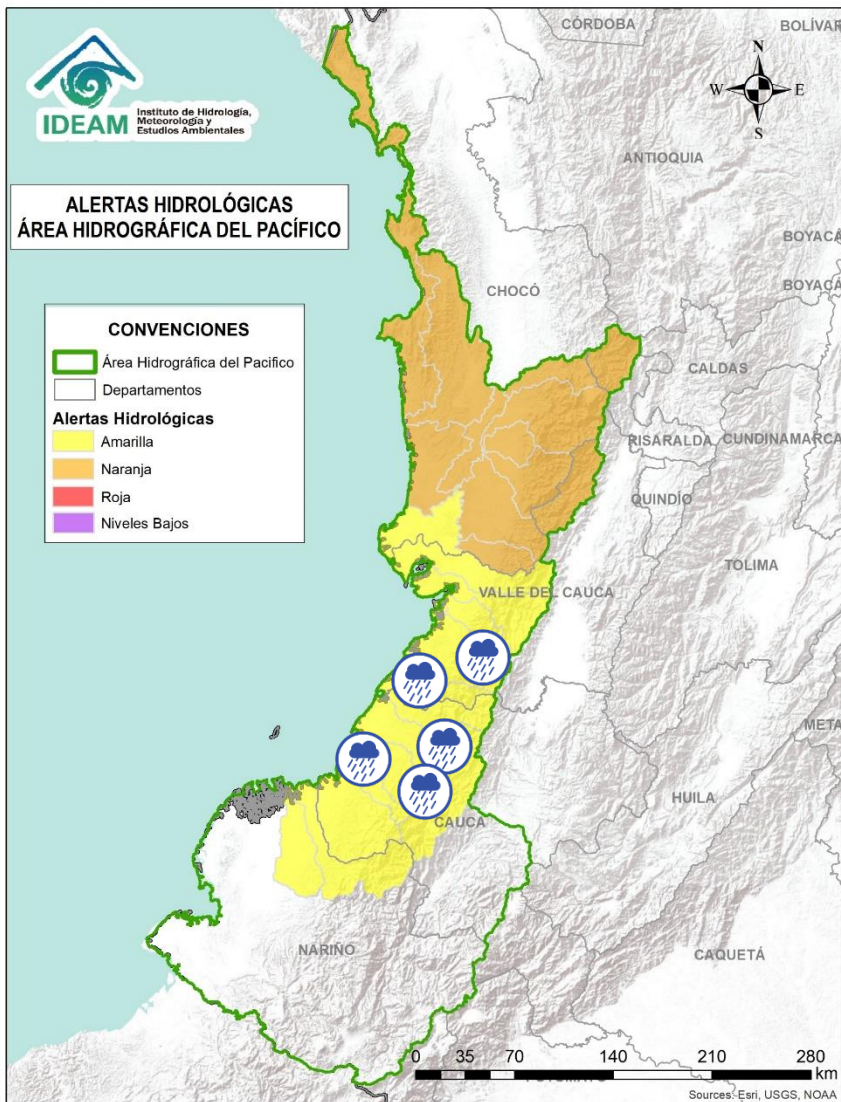 CÓRDOBA
BOLÍVAR
IDEAM
Instituto de Hidrología,
Meteorología y
Estudios Ambientales
N
W
E
S
ANTIOQUIA
ALERTAS HIDROLÓGICAS
ÁREA HIDROGRÁFICA DEL PACÍFICO
BOYACÁ
BOYACÁ
CHOCÓ
CONVENCIONES
Área Hidrográfica del Pacifico
Departamentos
Alertas Hidrológicas
Amarilla
Naranja
Roja
Niveles Bajos
CALDAS
RISARALDA
CUNDINAMARCA
QUINDÍO
TOLIMA
VALLE DEL CAUCA
META
HUILA
CAUCA
NARIÑO
CAQUETÁ
0 35 70 140 210 280
km
Sources: Esri, USGS, NOAA